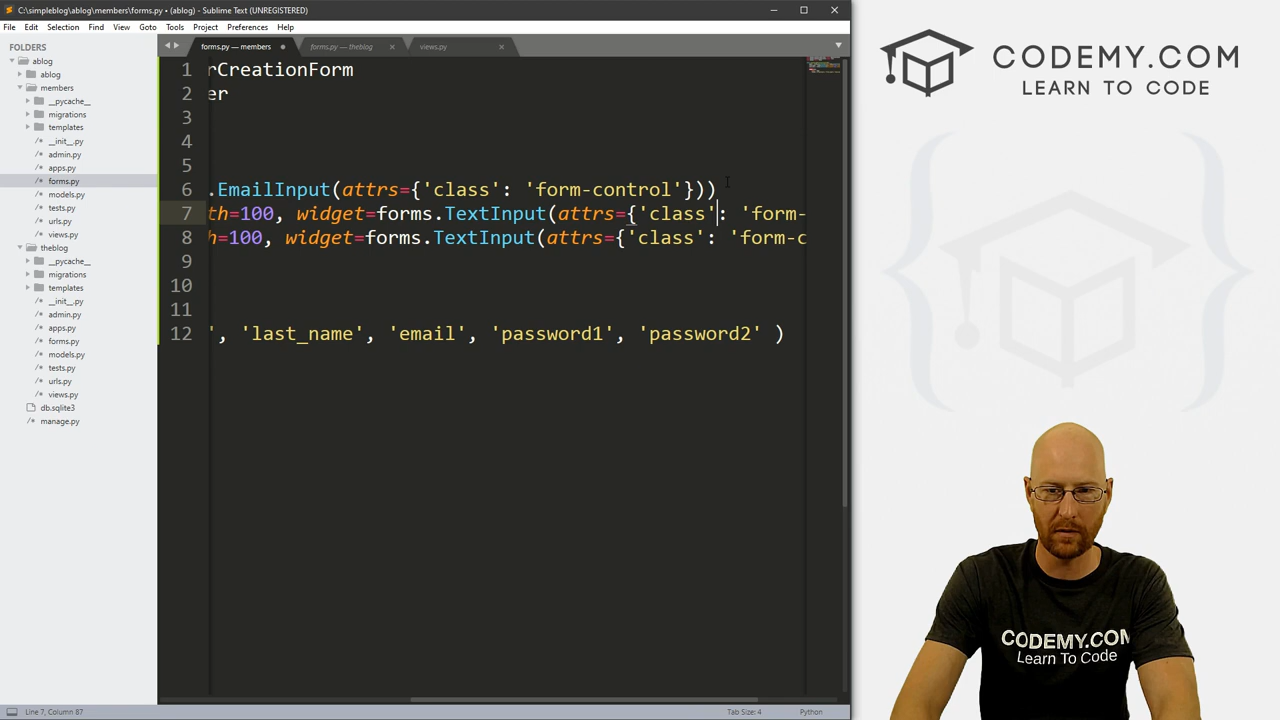 C:\simpleblog\ablog\members\forms.py • (ablog) - Sublime Text (UNREGISTERED)
File Edit Selection Find View Goto Tools Project Preferences Help
FOLDERS
ablog
ablog
members
__pycache__
migrations
templates
__init__.py
admin.py
apps.py
forms.py
models.py
tests.py
urls.py
views.py
theblog
__pycache__
migrations
templates
__init__.py
admin.py
apps.py
forms.py
models.py
tests.py
urls.py
views.py
db.sqlite3
manage.py
forms.py — members forms.py — theblog views.py
1 rCreationForm
2 er
3
4
5
6 .EmailInput(attrs={'class': 'form-control'}))
7 th=100, widget=forms.TextInput(attrs={'class': 'form-
8 h=100, widget=forms.TextInput(attrs={'class': 'form-c
9
10
11
12 ', 'last_name', 'email', 'password1', 'password2' )
Line 7, Column 87 Tab Size: 4 Python
CODEMY.COM
LEARN TO CODE
CODEMY.COM
Learn To Code